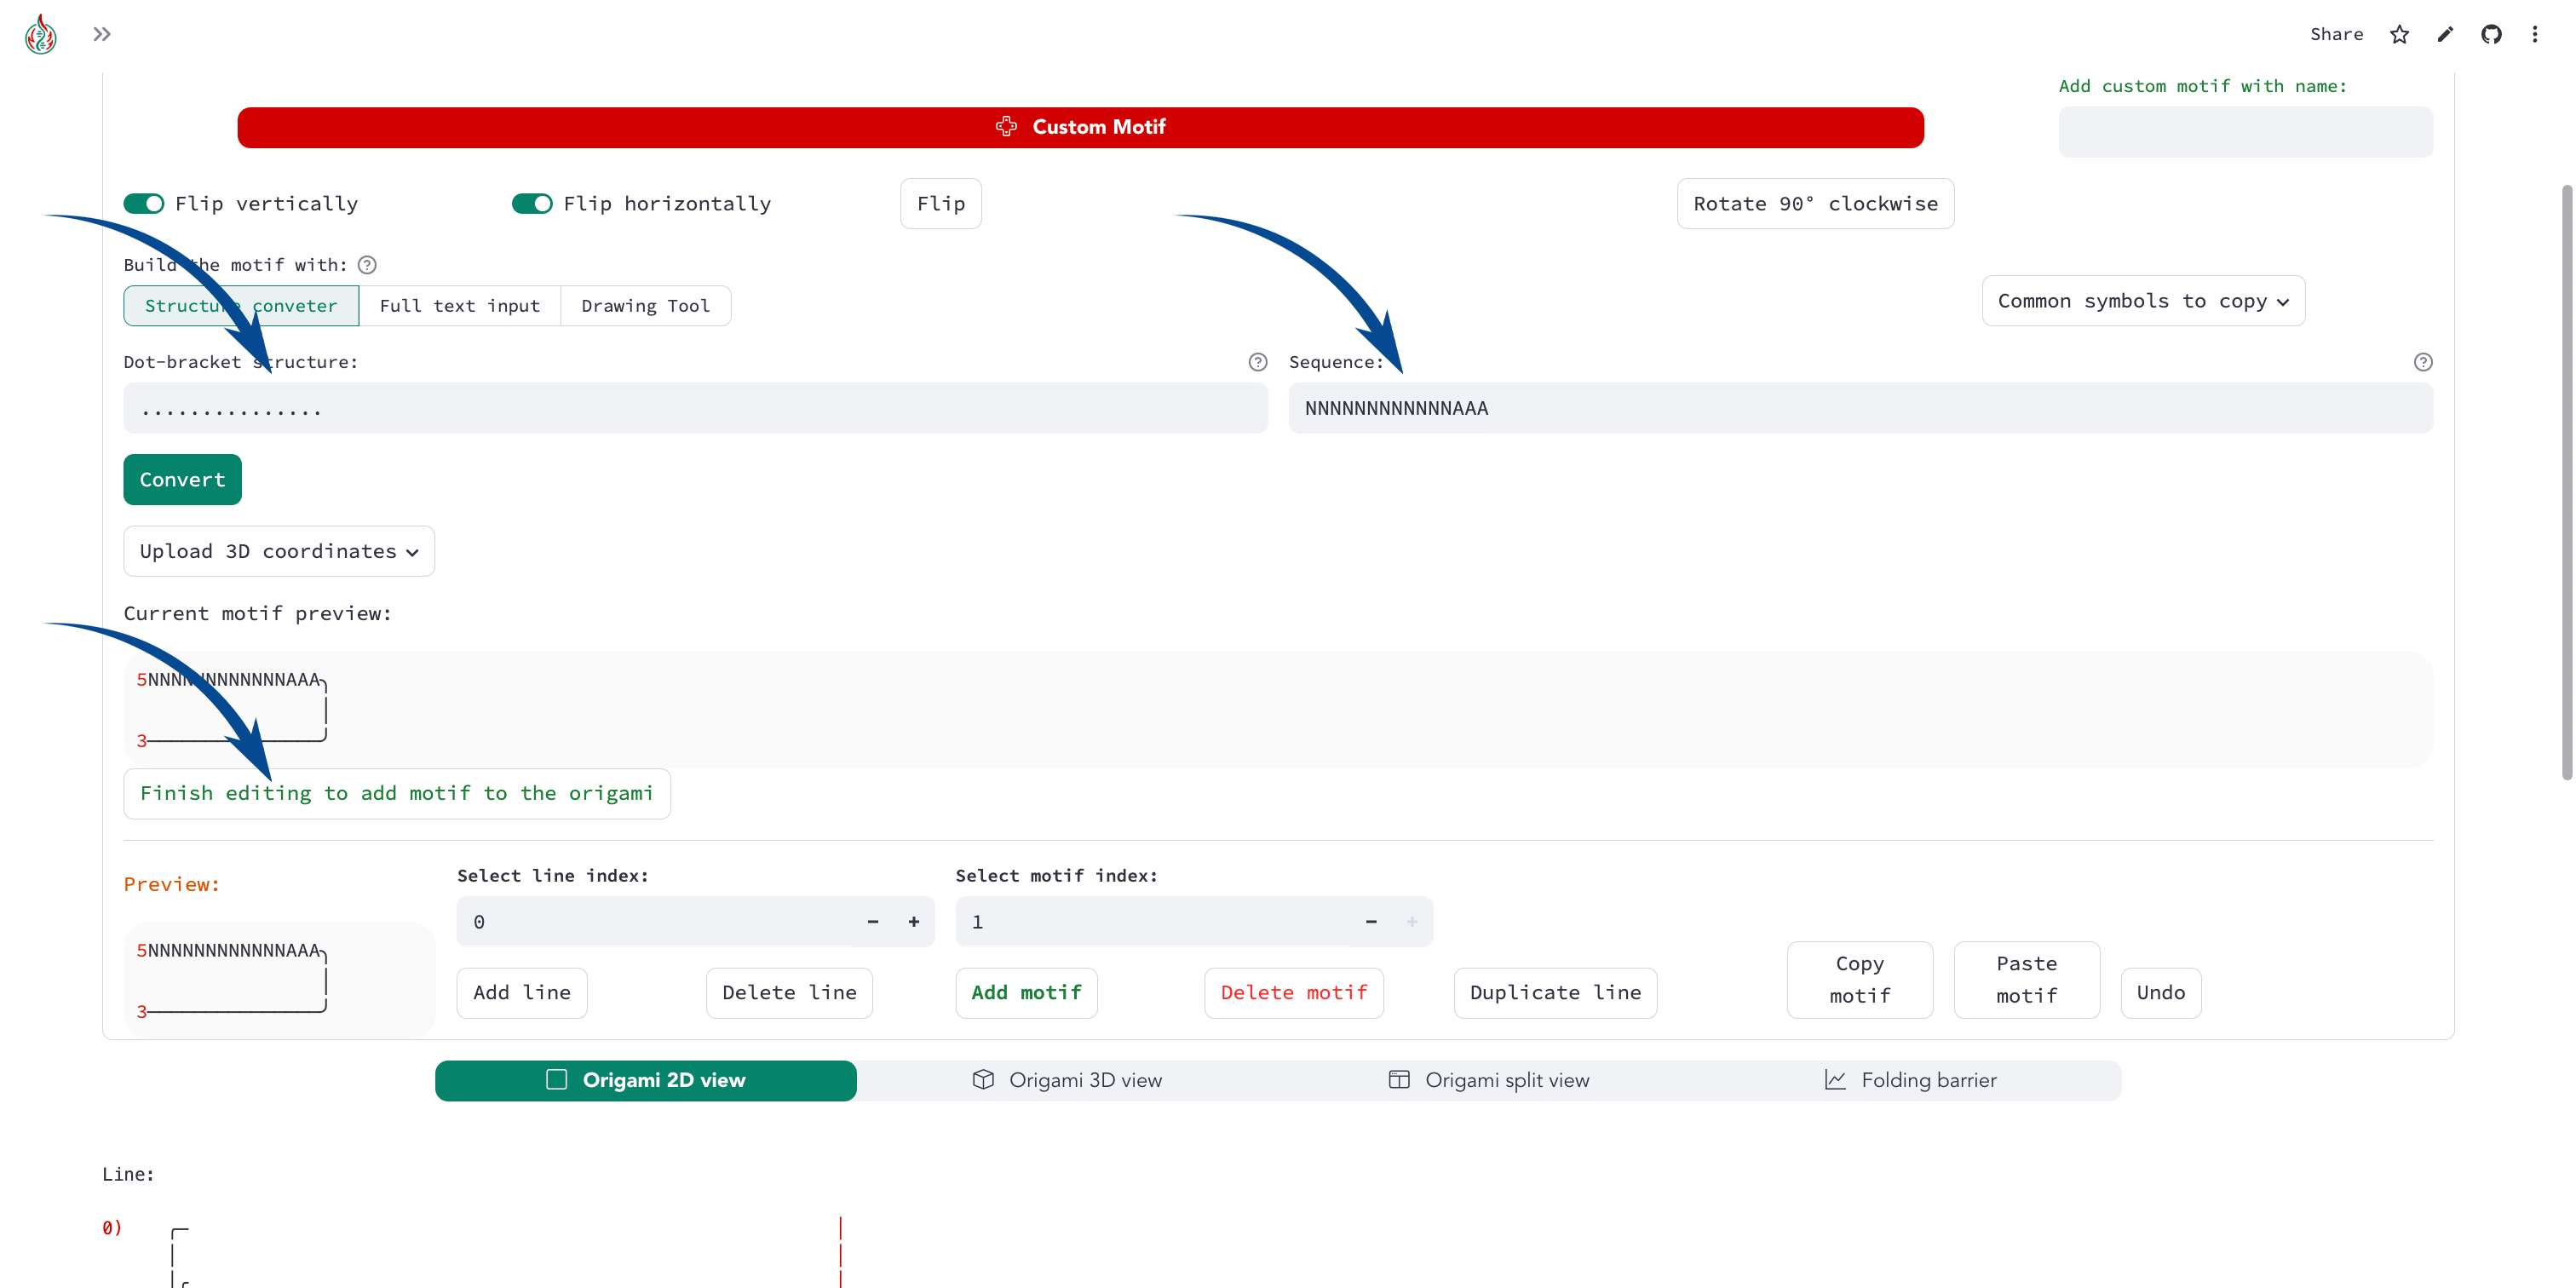 Share
Add custom motif with name:
Custom Motif
Flip vertically
Flip horizontally
Flip
Rotate 90° clockwise
Build the motif with:
Structure conveter
Full text input
Drawing Tool
Common symbols to copy
Dot-bracket structure:
Sequence:
...............
NNNNNNNNNNNNAAA
Convert
Upload 3D coordinates
Current motif preview:
5NNNNNNNNNNNNAAA
3
Finish editing to add motif to the origami
Preview:
Select line index:
Select motif index:
0
1
5NNNNNNNNNNNNAAA
3
Add line
Delete line
Add motif
Delete motif
Duplicate line
Copy
motif
Paste
motif
Undo
Origami 2D view
Origami 3D view
Origami split view
Folding barrier
Line:
0)